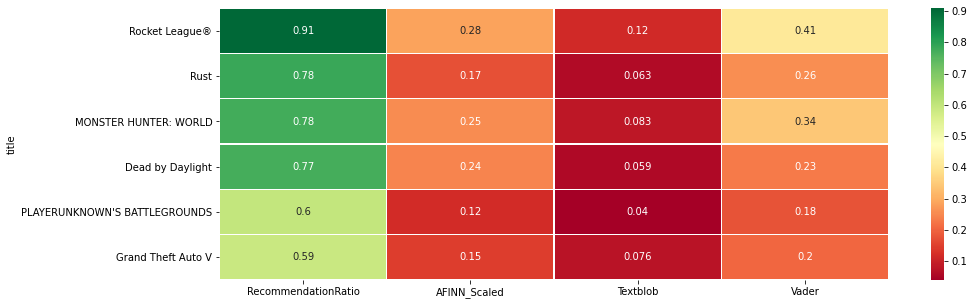 Rocket League® 0.91 0.28 0.12 0.41
Rust 0.78 0.17 0.063 0.26
MONSTER HUNTER: WORLD 0.78 0.25 0.083 0.34
Dead by Daylight 0.77 0.24 0.059 0.23
PLAYERUNKNOWN'S BATTLEGROUNDS 0.6 0.12 0.04 0.18
Grand Theft Auto V 0.59 0.15 0.076 0.2
RecommendationRatio AFINN_Scaled Textblob Vader
title
0.9
0.8
0.7
0.6
0.5
0.4
0.3
0.2
0.1